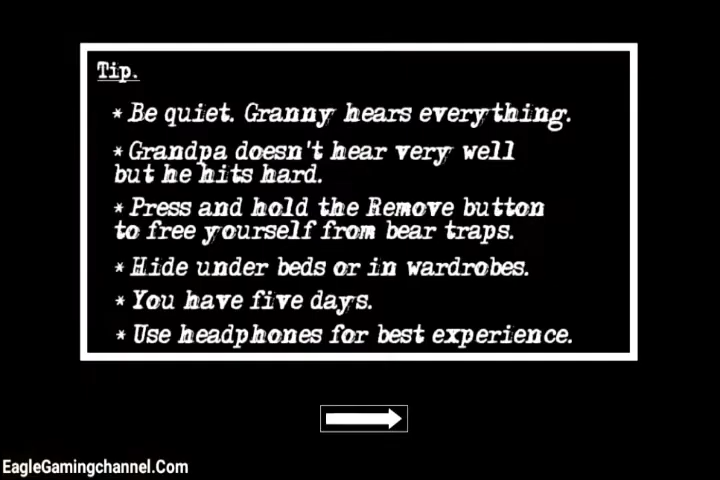 Tip.
* Be quiet. Granny hears everything.
* Grandpa doesn't hear very well
but he hits hard.
* Press and hold the Remove button
to free yourself from bear traps.
* Hide under beds or in wardrobes.
* You have five days.
* Use headphones for best experience.
EagleGamingchannel.Com